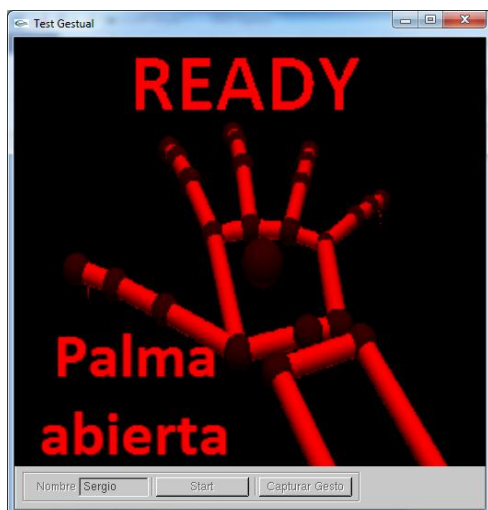 Test Gestual
READY
Palma
abierta
Nombre Sergio Start Capturar Gesto